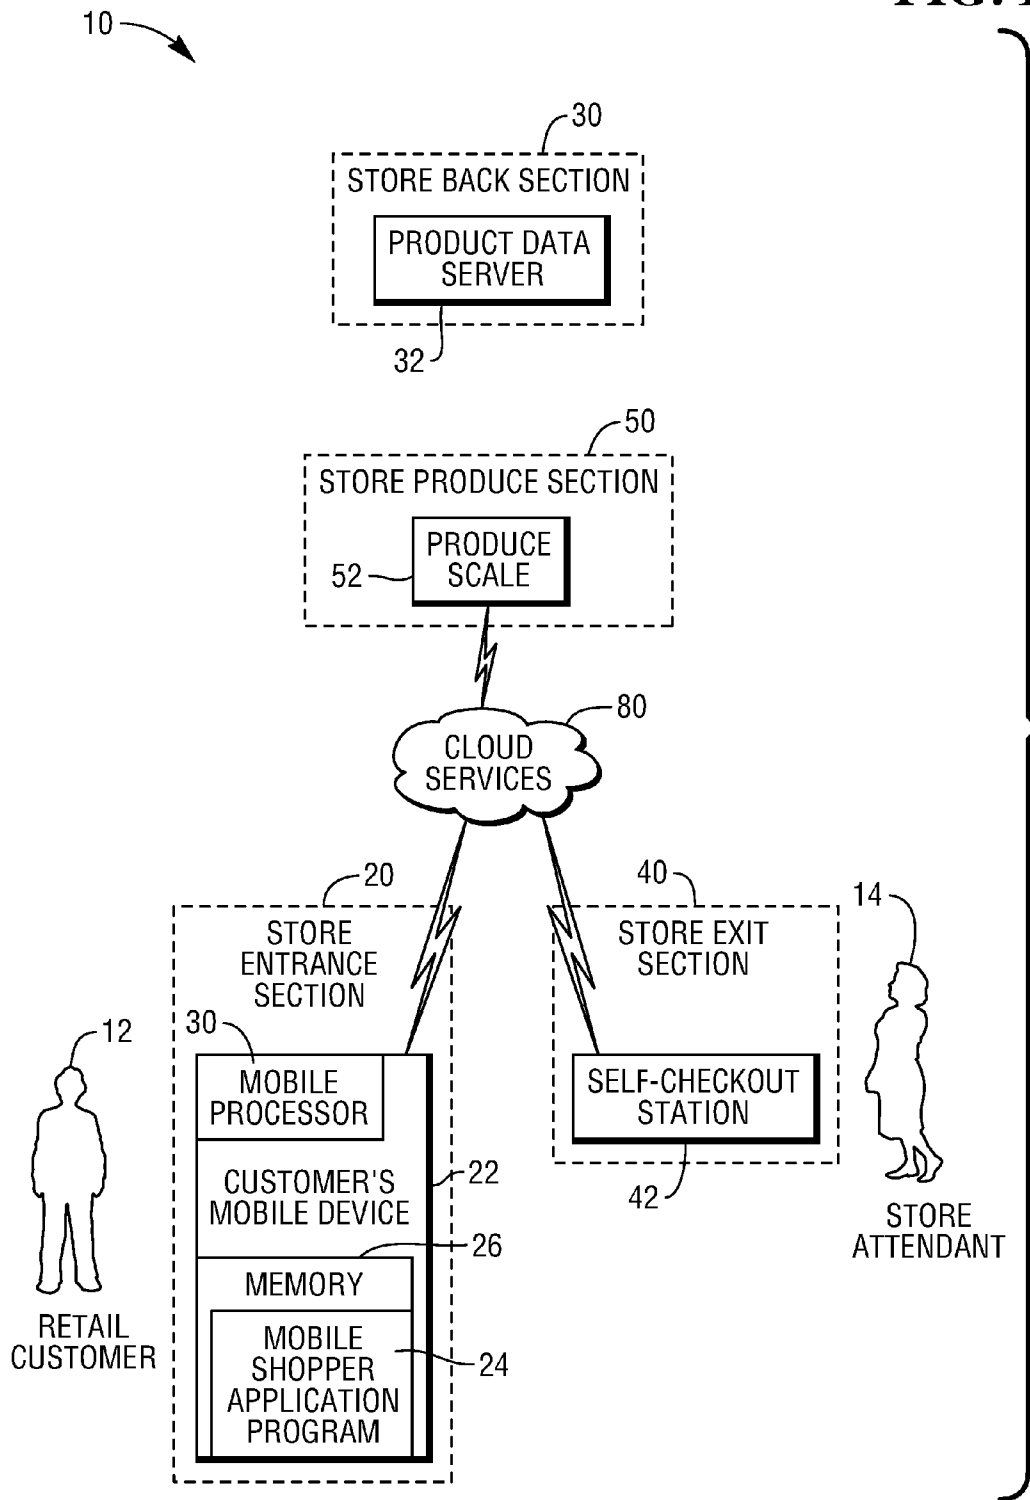 FIG. 1
10
30
STORE BACK SECTION
PRODUCT DATA
SERVER
32
50
STORE PRODUCE SECTION
PRODUCE
SCALE
52
80
CLOUD
SERVICES
20
STORE
ENTRANCE
SECTION
40
STORE EXIT
SECTION
14
30
MOBILE
PROCESSOR
12
CUSTOMER'S
MOBILE DEVICE
22
26
MEMORY
MOBILE
SHOPPER
APPLICATION
PROGRAM
24
SELF-CHECKOUT
STATION
42
STORE
ATTENDANT
RETAIL
CUSTOMER